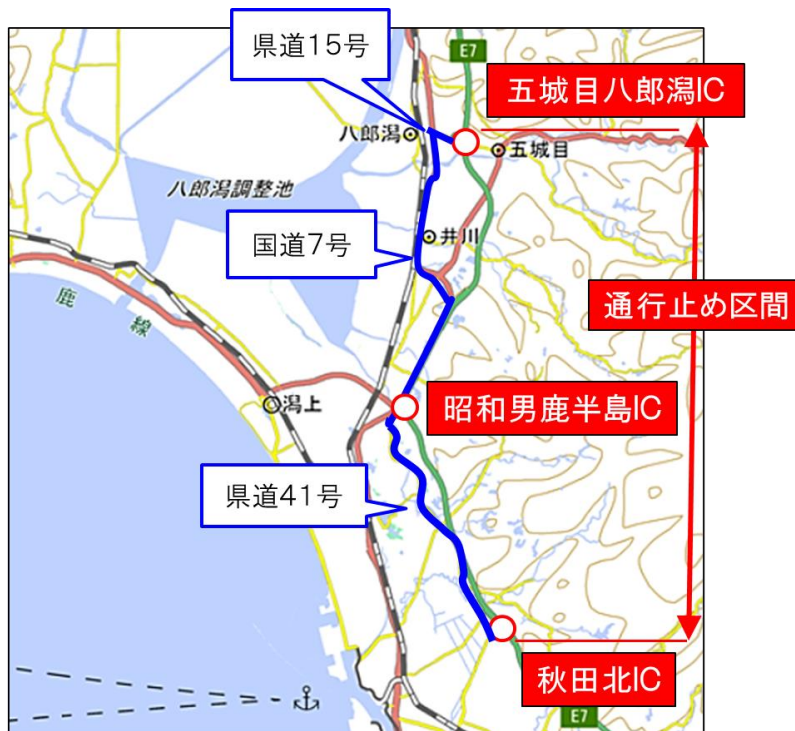 県道15号
E7
五城目八郎潟IC
八郎潟
五城目
八郎潟調整池
国道7号
井川
通行止め区間
鹿線
潟上
昭和男鹿半島IC
県道41号
秋田北IC
E7